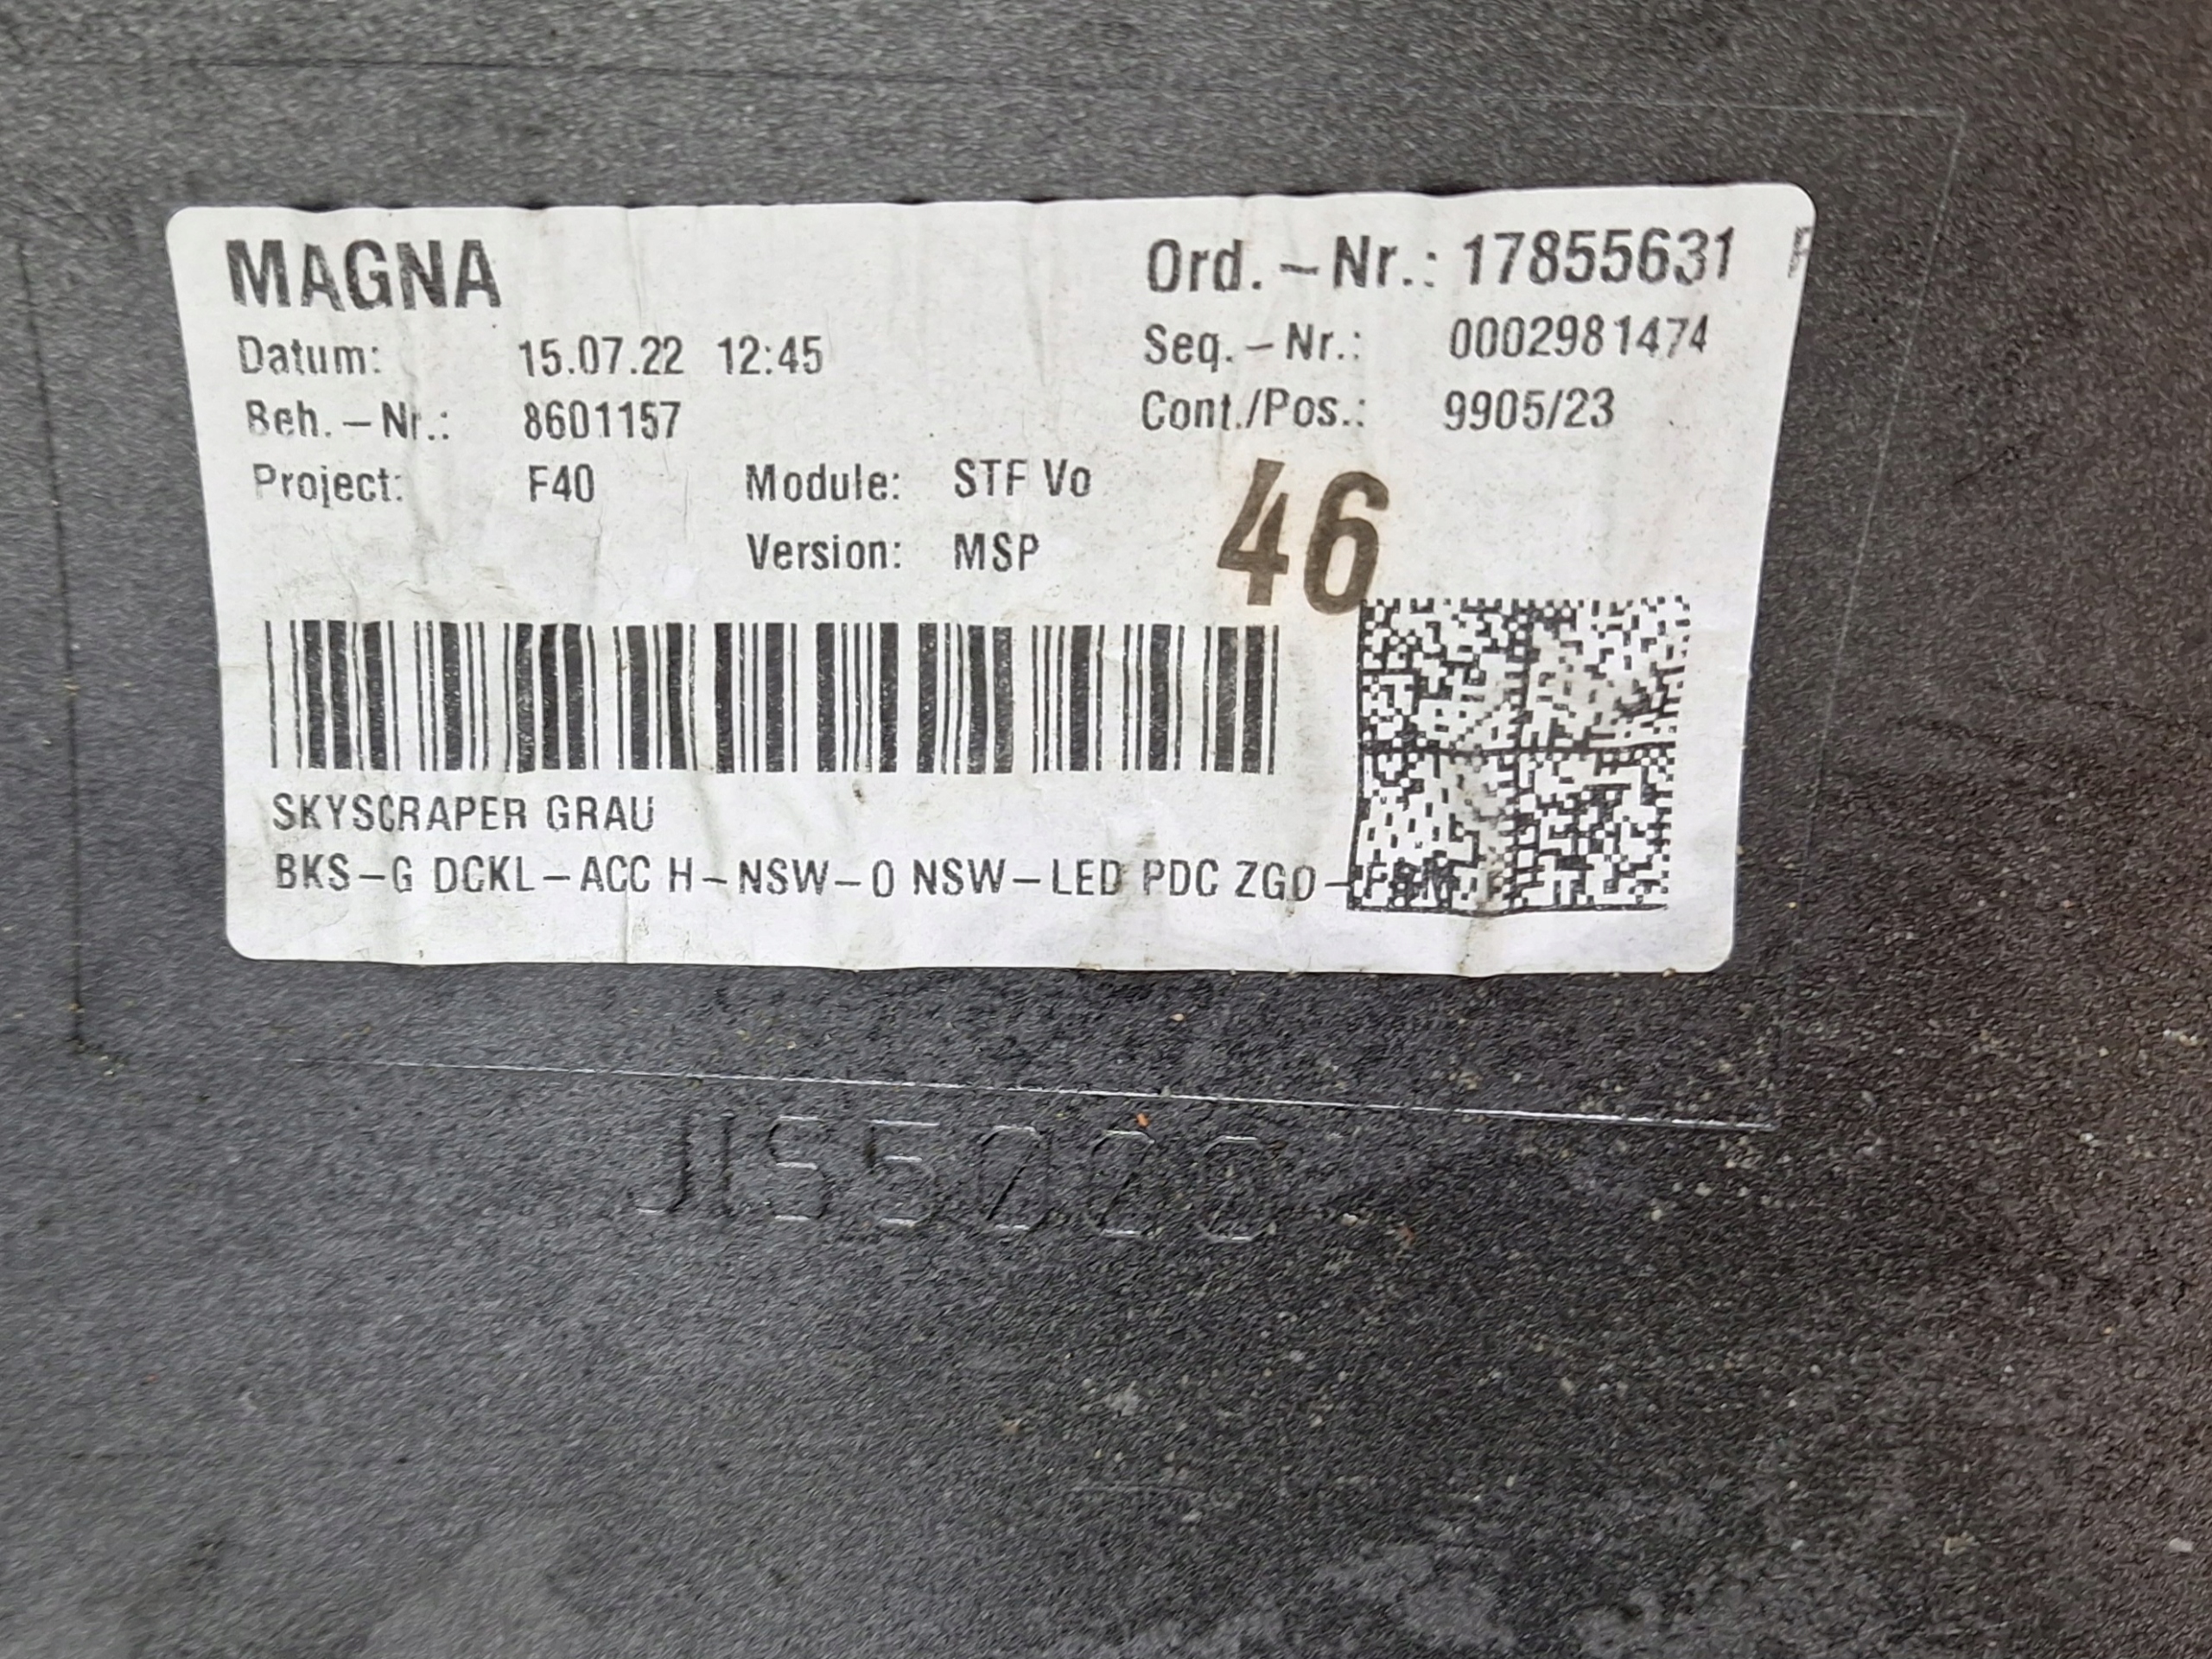 MAGNA
Ord.-Nr.: 17855631
Datum: 15.07.22 12:45
Seq.-Nr.: 0002981474
Beh.-Nr.: 8601157
Cont./Pos.: 9905/23
Project: F40 Module: STF Vo
46
Version: MSP
SKYSCRAPER GRAU
BKS-G DCKL-ACC H-NSW-0 NSW-LED PDC